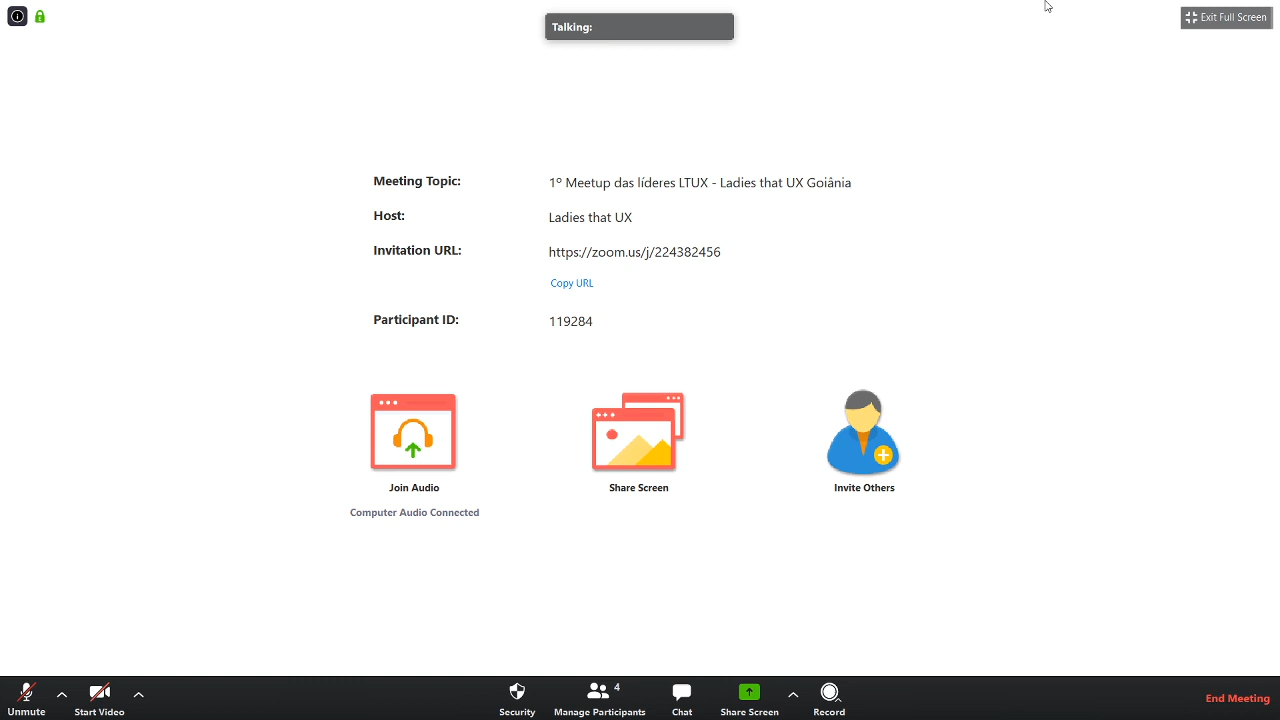 Talking:
Exit Full Screen
Meeting Topic: 1º Meetup das líderes LTUX - Ladies that UX Goiânia
Host: Ladies that UX
Invitation URL: https://zoom.us/j/224382456
Copy URL
Participant ID: 119284
Join Audio
Computer Audio Connected
Share Screen
Invite Others
Unmute
Start Video
Security
4
Manage Participants
Chat
Share Screen
Record
End Meeting